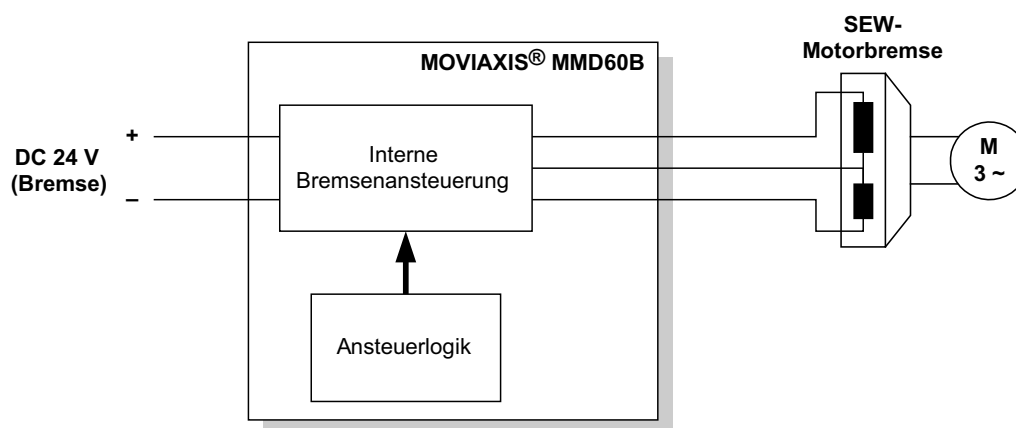 SEW-
Motorbremse
MOVIAXIS® MMD60B
DC 24 V
(Bremse)
+
–
Interne
Bremsenansteuerung
M
3 ~
Ansteuerlogik